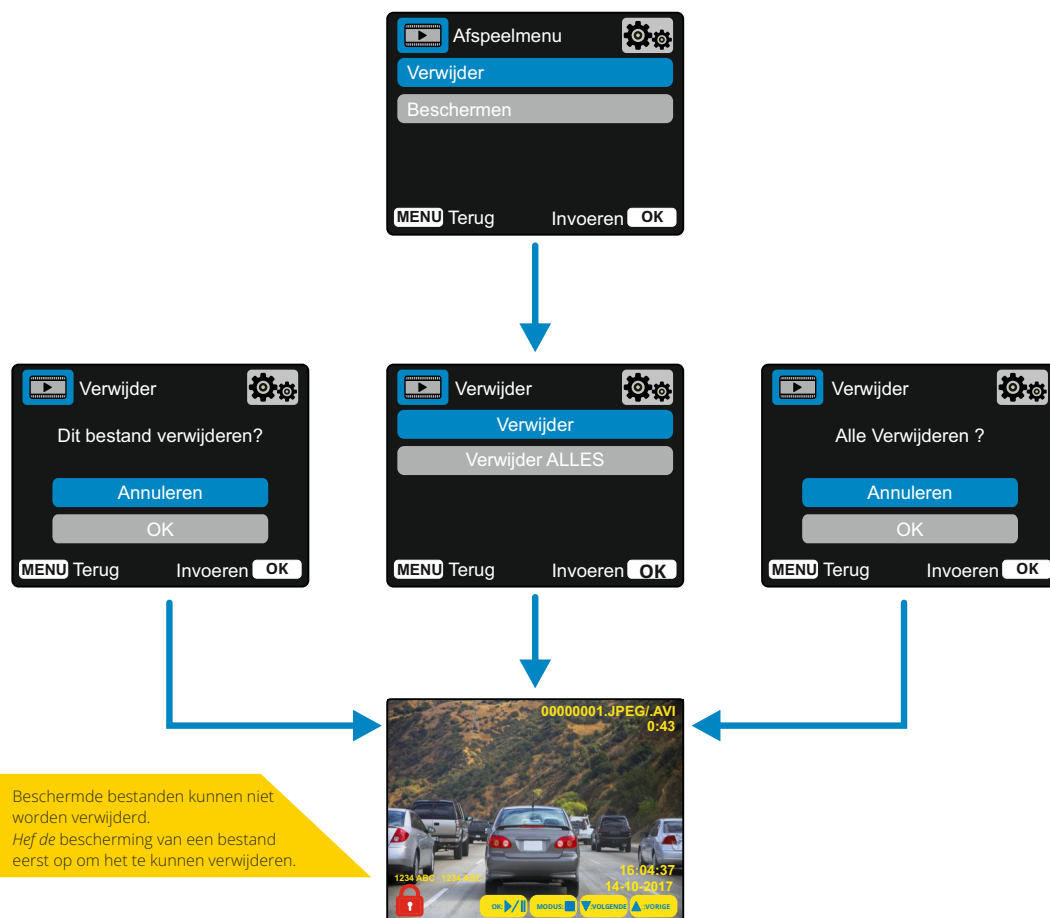 Afspeelmenu
Verwijder
Beschermen
MENU Terug Invoeren OK
Verwijder
Dit bestand verwijderen?
Annuleren
OK
MENU Terug Invoeren OK
Verwijder
Verwijder
Verwijder ALLES
MENU Terug Invoeren OK
Verwijder
Alle Verwijderen ?
Annuleren
OK
MENU Terug Invoeren OK
00000001.JPEG/.AVI
0:43
16:04:37
1234 ABC 1234 ABC
14-10-2017
OK: MODUS: :VOLGENDE :VORIGE
Beschermde bestanden kunnen niet
worden verwijderd.
Hef de bescherming van een bestand
eerst op om het te kunnen verwijderen.